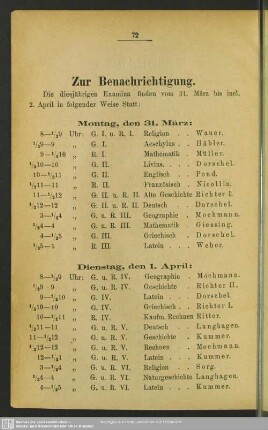 72
Zur Benachrichtigung.
Die diesjährigen Examina finden vom 31. März bis incl.
2. April in folgender Weise Statt:
Montag, den 31. März:
8—½9 Uhr: G. I. u. R. I. Religion . . Wauer.
½9—9 „ G. I. Aeschylus . . Häbler.
9—½10 „ R. I. Mathematik . Müller.
½10—10 „ G. II. Livius. . . . Dorschel.
10—½11 „ G. II. Englisch . . Pond.
½11—11 „ R. II. Französisch . Nicollin.
11—½12 „ G. II. u. R. II. Alte Geschichte Richter I.
½12—12 „ G. II. u. R. II. Deutsch . . Dorschel.
3—½4 „ G. u. R. III. Geographie . Mochmann.
½4—4 „ G. u. R. III. Mathematik . Giessing.
4—½5 „ G. III. Griechisch . . Dorschel.
½5—5 „ R. III. Latein . . . Weber.
Dienstag, den 1. April:
8—½9 Uhr: G. u. R. IV. Geographie . Mochmann.
½9—9 „ G. u. R. IV. Geschichte . Richter II.
9—½10 „ G. IV. Latein . . . Dorschel.
½10—10 „ G. IV. Griechisch . . Richter I.
10—½11 „ R. IV. Kaufm. Rechnen Ritter.
½11—11 „ G. u. R. V. Deutsch . . Langhagen.
11—½12 „ G. u. R. V. Geschichte . Kummer.
½12—12 „ G. u. R. V. Rechnen . . Mochmann.
12—½1 „ G. u. R. V. Latein . . . Kummer.
3—½4 „ G. u. R. VI. Religion . . Sorg.
½4—4 „ G. u. R. VI. Naturgeschichte Langhagen.
4—½5 „ G. u. R. VI. Latein . . . Kummer.